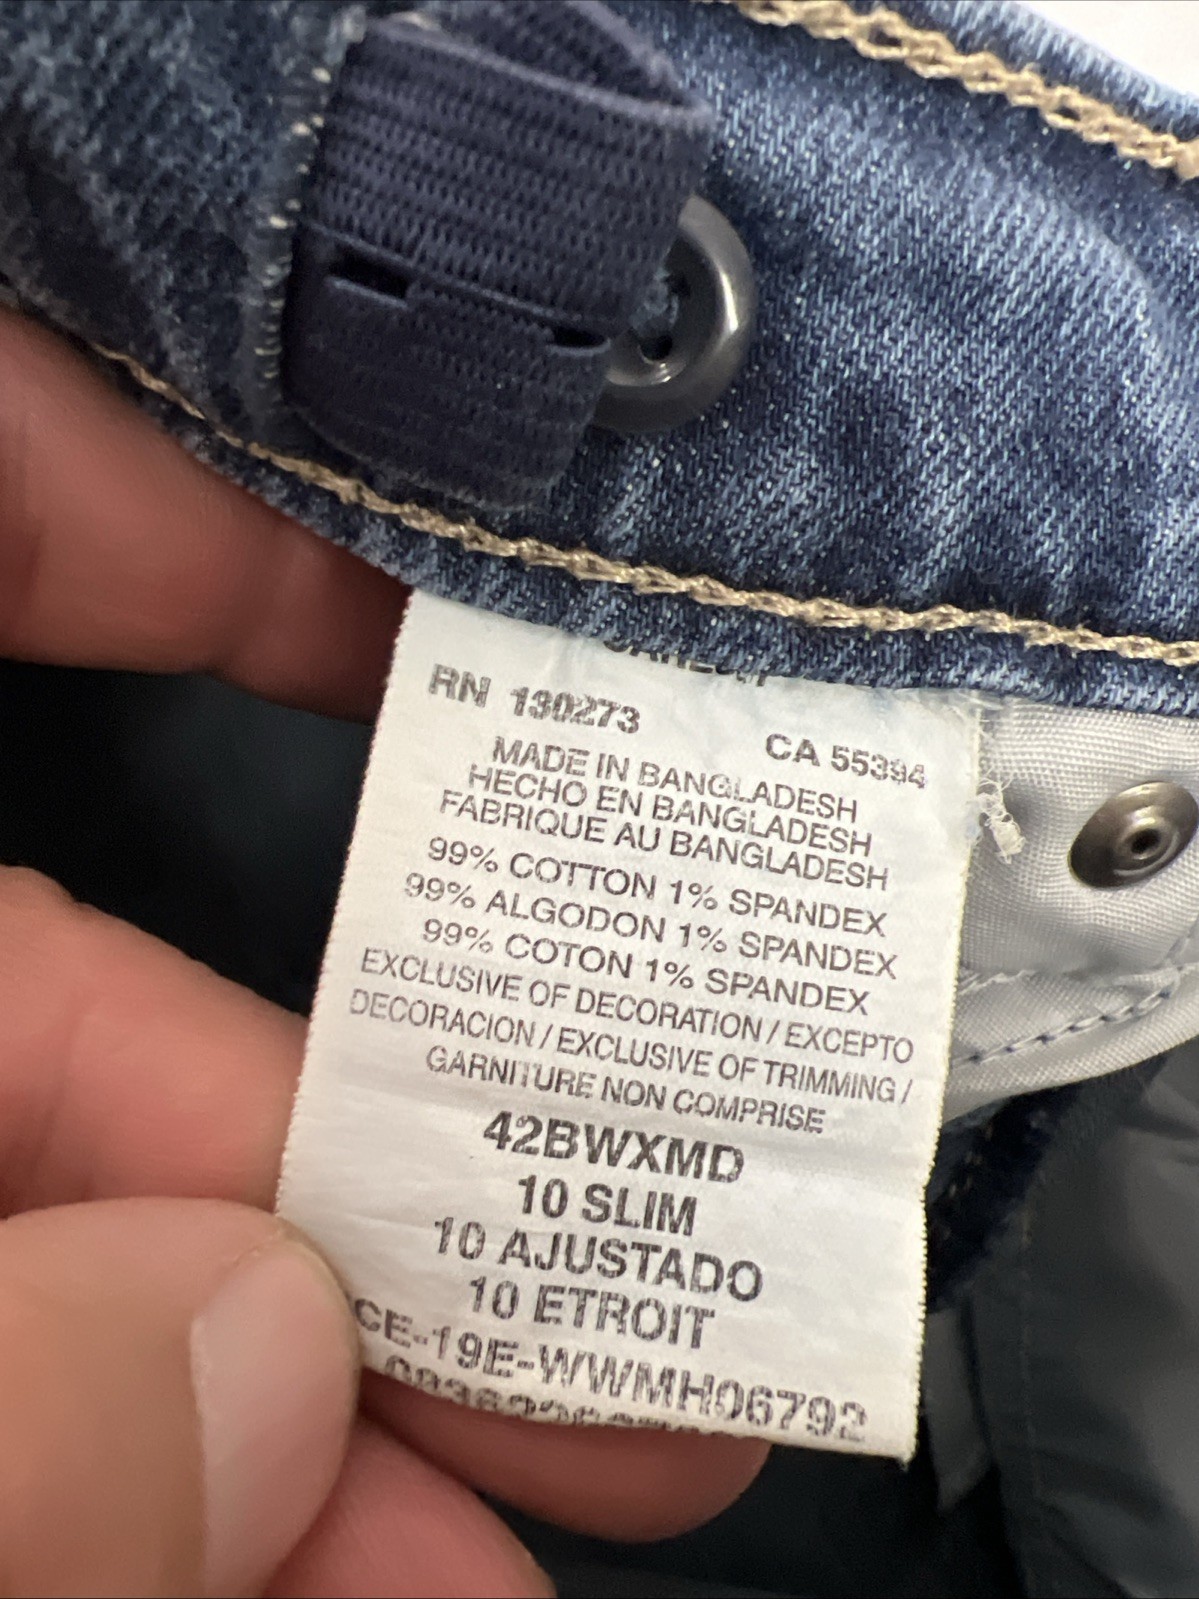 RN 130273
CA 55394
MADE IN BANGLADESH
HECHO EN BANGLADESH
FABRIQUE AU BANGLADESH
99% COTTON 1% SPANDEX
99% ALGODON 1% SPANDEX
99% COTON 1% SPANDEX
EXCLUSIVE OF DECORATION / EXCEPTO
DECORACION / EXCLUSIVE OF TRIMMING /
GARNITURE NON COMPRISE
42BWXMD
10 SLIM
10 AJUSTADO
10 ETROIT
CE-19E-WWMH06792